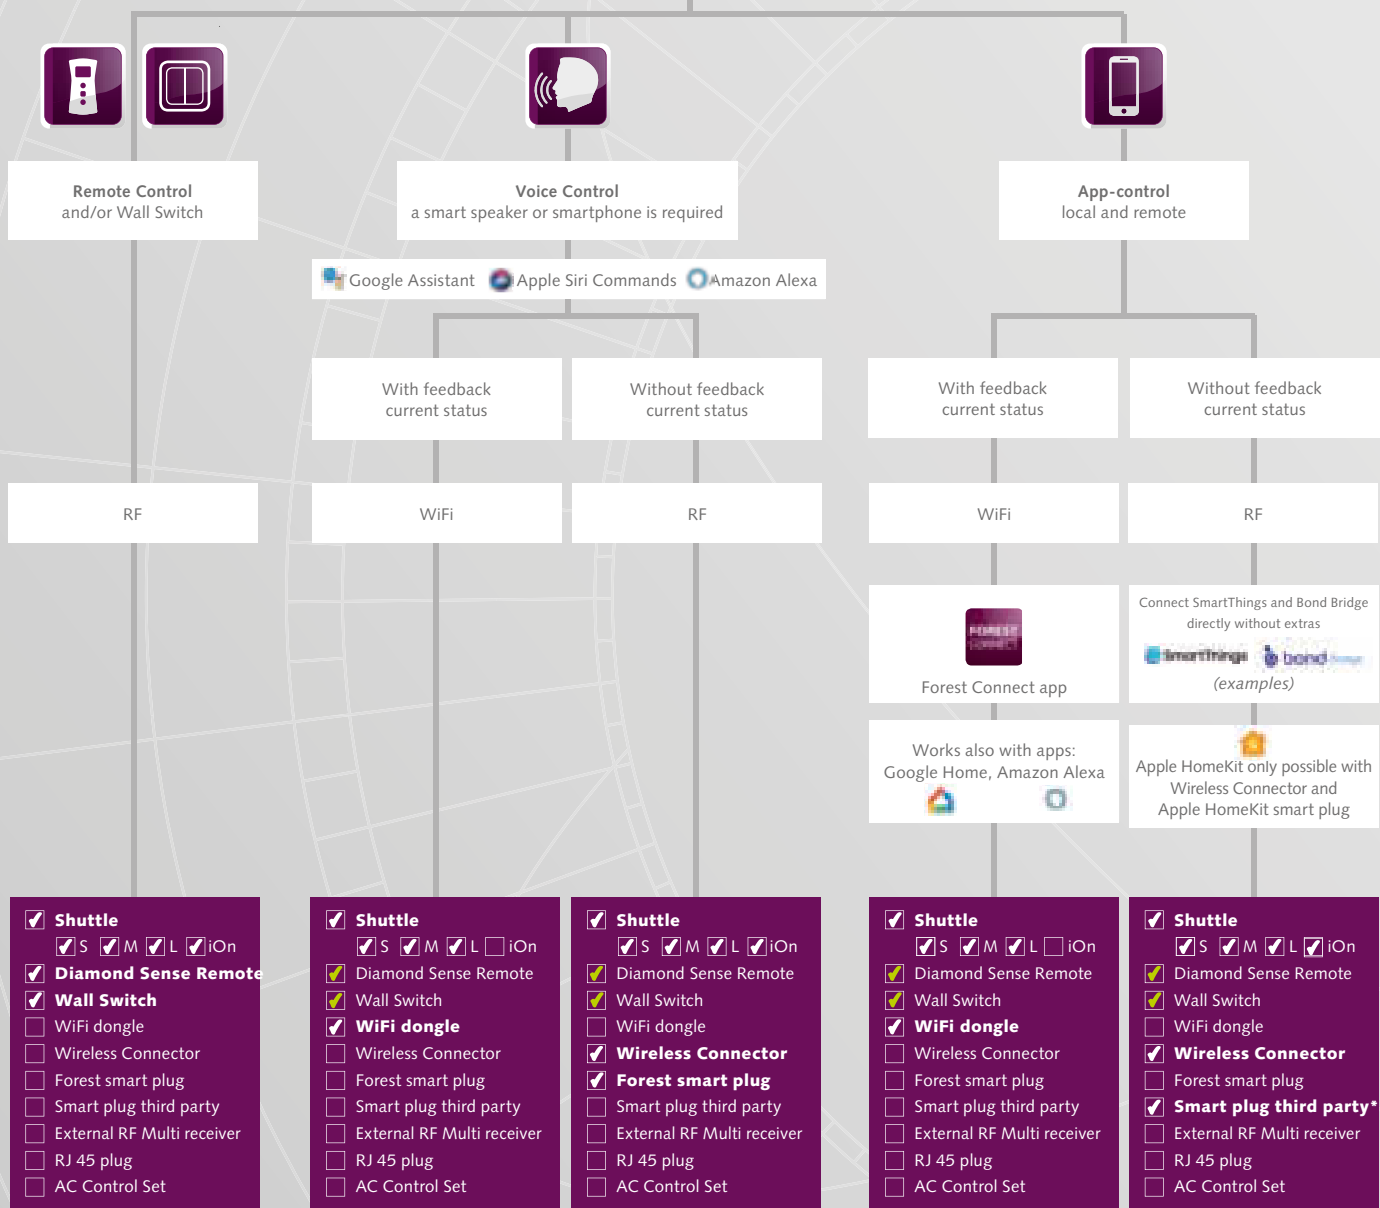 Remote Control
and/or Wall Switch
Voice Control
a smart speaker or smartphone is required
App-control
local and remote
Google Assistant
Apple Siri Commands
Amazon Alexa
With feedback
current status
Without feedback
current status
With feedback
current status
Without feedback
current status
RF
WiFi
RF
WiFi
RF
FOREST
CONNECT
Forest Connect app
Connect SmartThings and Bond Bridge
directly without extras
SmartThings
bond
(examples)
Works also with apps:
Google Home, Amazon Alexa
Apple HomeKit only possible with
Wireless Connector and
Apple HomeKit smart plug
Shuttle
S M L iOn
Diamond Sense Remote
Wall Switch
WiFi dongle
Wireless Connector
Forest smart plug
Smart plug third party
External RF Multi receiver
RJ 45 plug
AC Control Set
Shuttle
S M L iOn
Diamond Sense Remote
Wall Switch
WiFi dongle
Wireless Connector
Forest smart plug
Smart plug third party
External RF Multi receiver
RJ 45 plug
AC Control Set
Shuttle
S M L iOn
Diamond Sense Remote
Wall Switch
WiFi dongle
Wireless Connector
Forest smart plug
Smart plug third party
External RF Multi receiver
RJ 45 plug
AC Control Set
Shuttle
S M L iOn
Diamond Sense Remote
Wall Switch
WiFi dongle
Wireless Connector
Forest smart plug
Smart plug third party
External RF Multi receiver
RJ 45 plug
AC Control Set
Shuttle
S M L iOn
Diamond Sense Remote
Wall Switch
WiFi dongle
Wireless Connector
Forest smart plug
Smart plug third party*
External RF Multi receiver
RJ 45 plug
AC Control Set